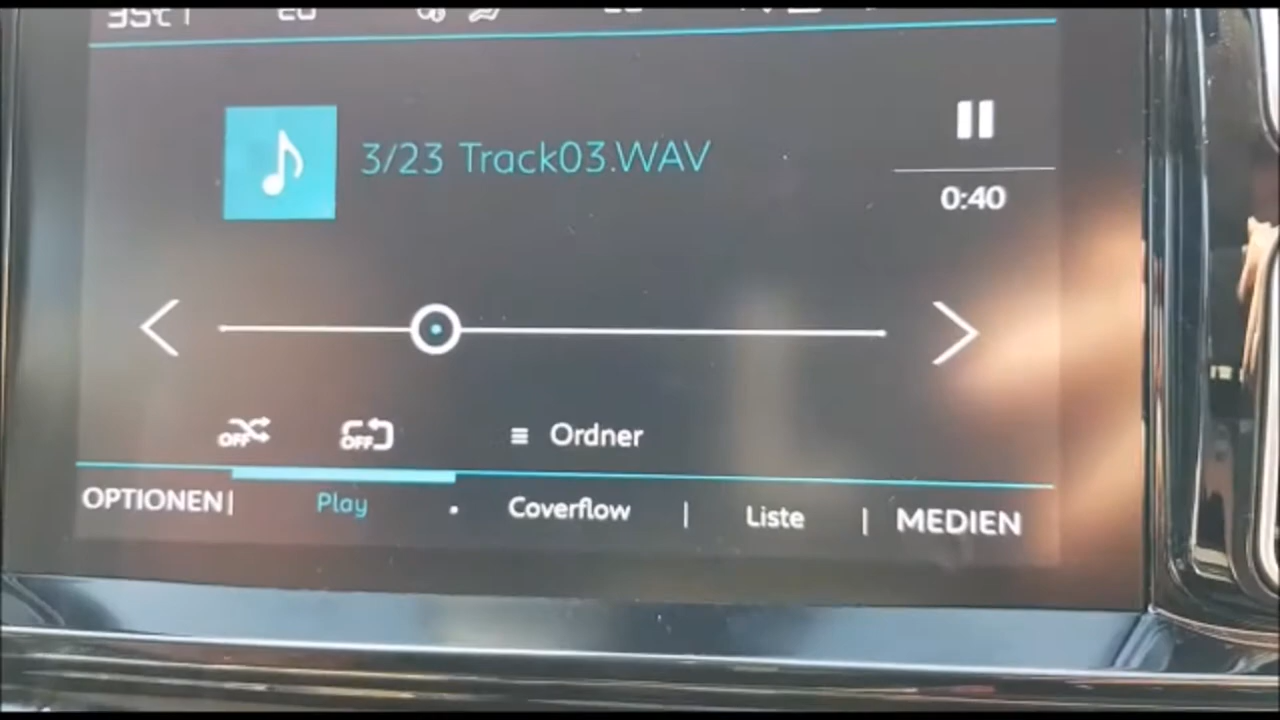 3/23 Track03.WAV
0:40
OFF OFF Ordner
OPTIONEN | Play Coverflow | Liste | MEDIEN